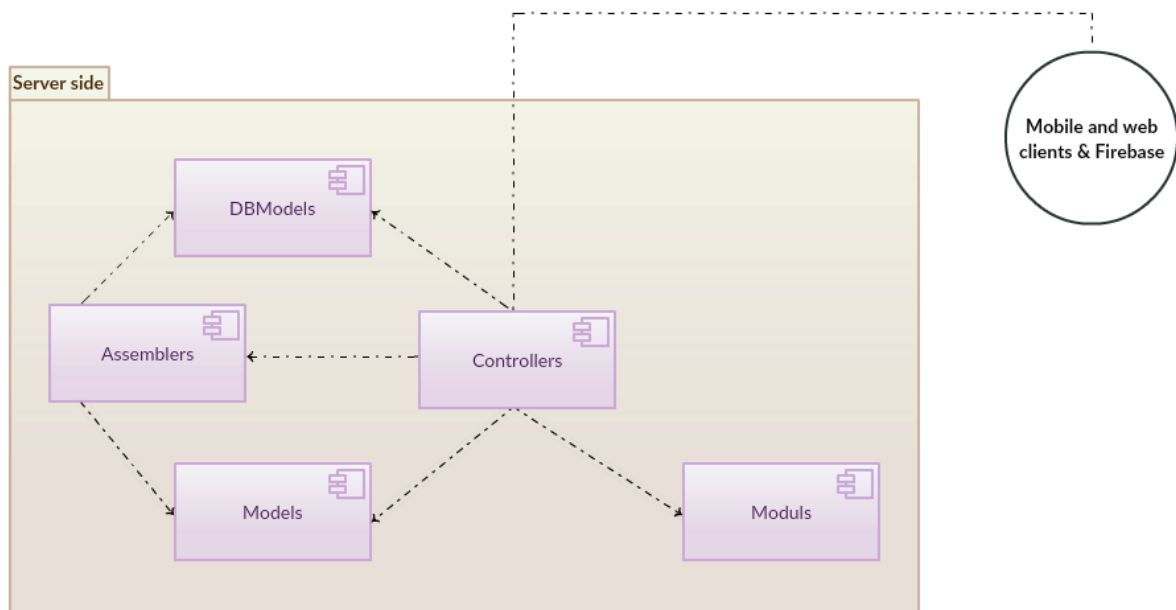 Server side
Mobile and web
clients & Firebase
DBModels
Assemblers
Controllers
Models
Moduls